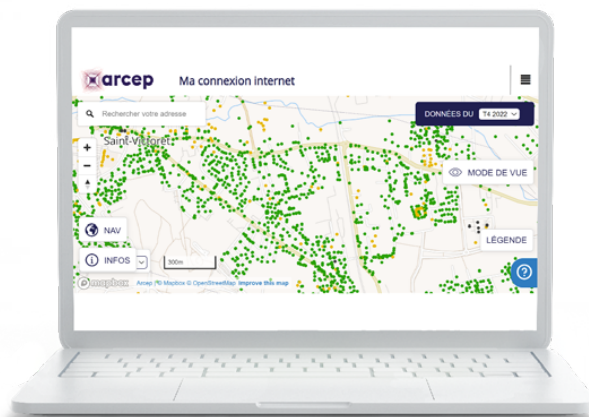 arcep
Ma connexion internet
Rechercher votre adresse
DONNÉES DU T4 2022
Saint-Victoret
+
−
MODE DE VUE
NAV
LÉGENDE
INFOS
300m
?
mapbox
Arcep | © Mapbox © OpenStreetMap Improve this map